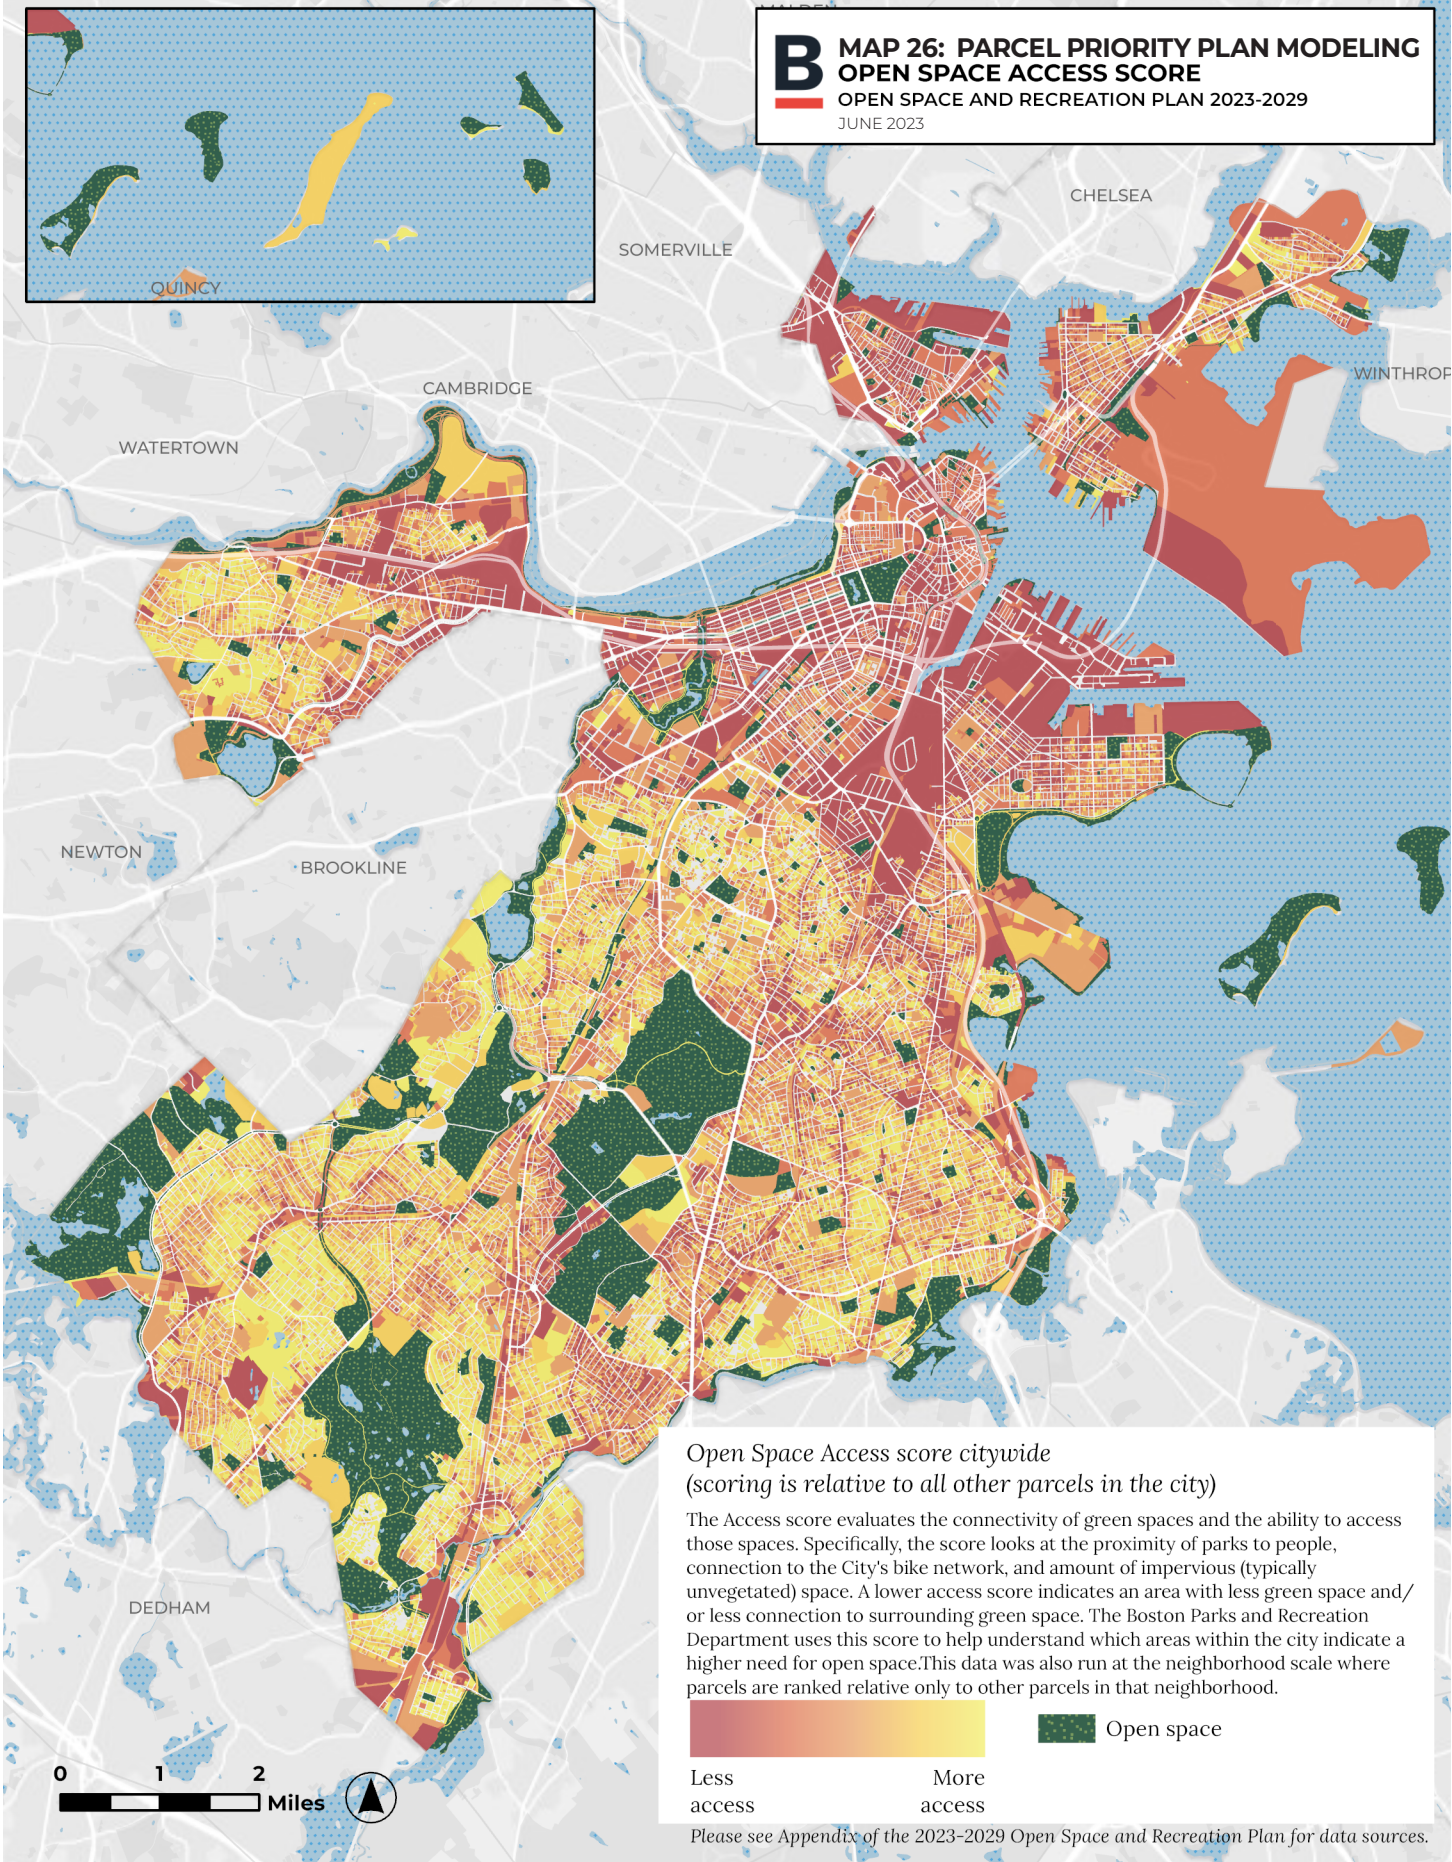 MALDEN
B
MAP 26: PARCEL PRIORITY PLAN MODELING
OPEN SPACE ACCESS SCORE
OPEN SPACE AND RECREATION PLAN 2023-2029
JUNE 2023
CHELSEA
SOMERVILLE
QUINCY
WINTHROP
CAMBRIDGE
WATERTOWN
NEWTON
BROOKLINE
DEDHAM
Open Space Access score citywide
(scoring is relative to all other parcels in the city)
The Access score evaluates the connectivity of green spaces and the ability to access
those spaces. Specifically, the score looks at the proximity of parks to people,
connection to the City's bike network, and amount of impervious (typically
unvegetated) space. A lower access score indicates an area with less green space and/
or less connection to surrounding green space. The Boston Parks and Recreation
Department uses this score to help understand which areas within the city indicate a
higher need for open space.This data was also run at the neighborhood scale where
parcels are ranked relative only to other parcels in that neighborhood.
Open space
Less access
More access
0 1 2
Miles
Please see Appendix of the 2023-2029 Open Space and Recreation Plan for data sources.